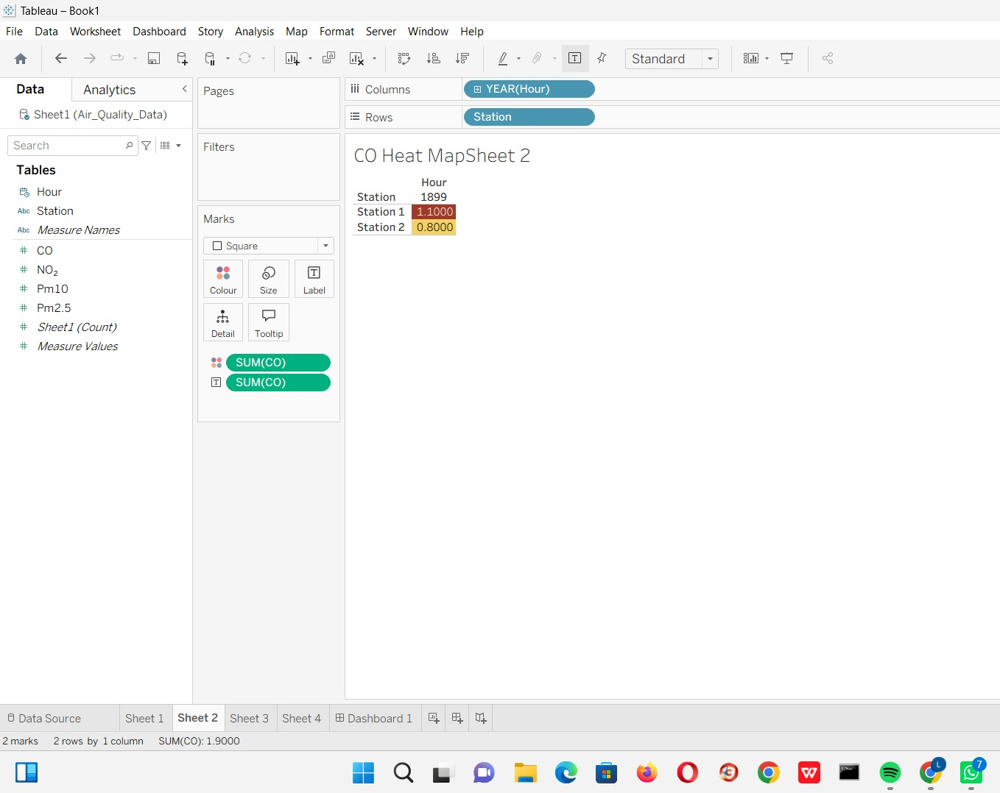 Tableau – Book1
File Data Worksheet Dashboard Story Analysis Map Format Server Window Help
T Standard
Data Analytics
Sheet1 (Air_Quality_Data)
Search
Tables
Hour
Abc Station
Abc Measure Names
# CO
# NO₂
# Pm10
# Pm2.5
# Sheet1 (Count)
# Measure Values
Pages
Filters
Marks
Square
Colour Size T Label
Detail Tooltip
SUM(CO)
T SUM(CO)
iii Columns YEAR(Hour)
Rows Station
CO Heat MapSheet 2
Hour
Station 1899
Station 1 1.1000
Station 2 0.8000
Data Source Sheet 1 Sheet 2 Sheet 3 Sheet 4 Dashboard 1
2 marks 2 rows by 1 column SUM(CO): 1.9000
W L 7